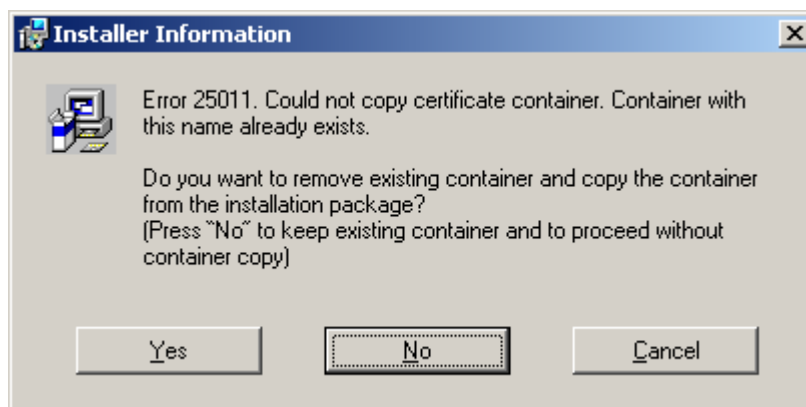 Installer Information
Error 25011. Could not copy certificate container. Container with
this name already exists.
Do you want to remove existing container and copy the container
from the installation package?
(Press ˝No˝ to keep existing container and to proceed without
container copy)
Yes
No
Cancel